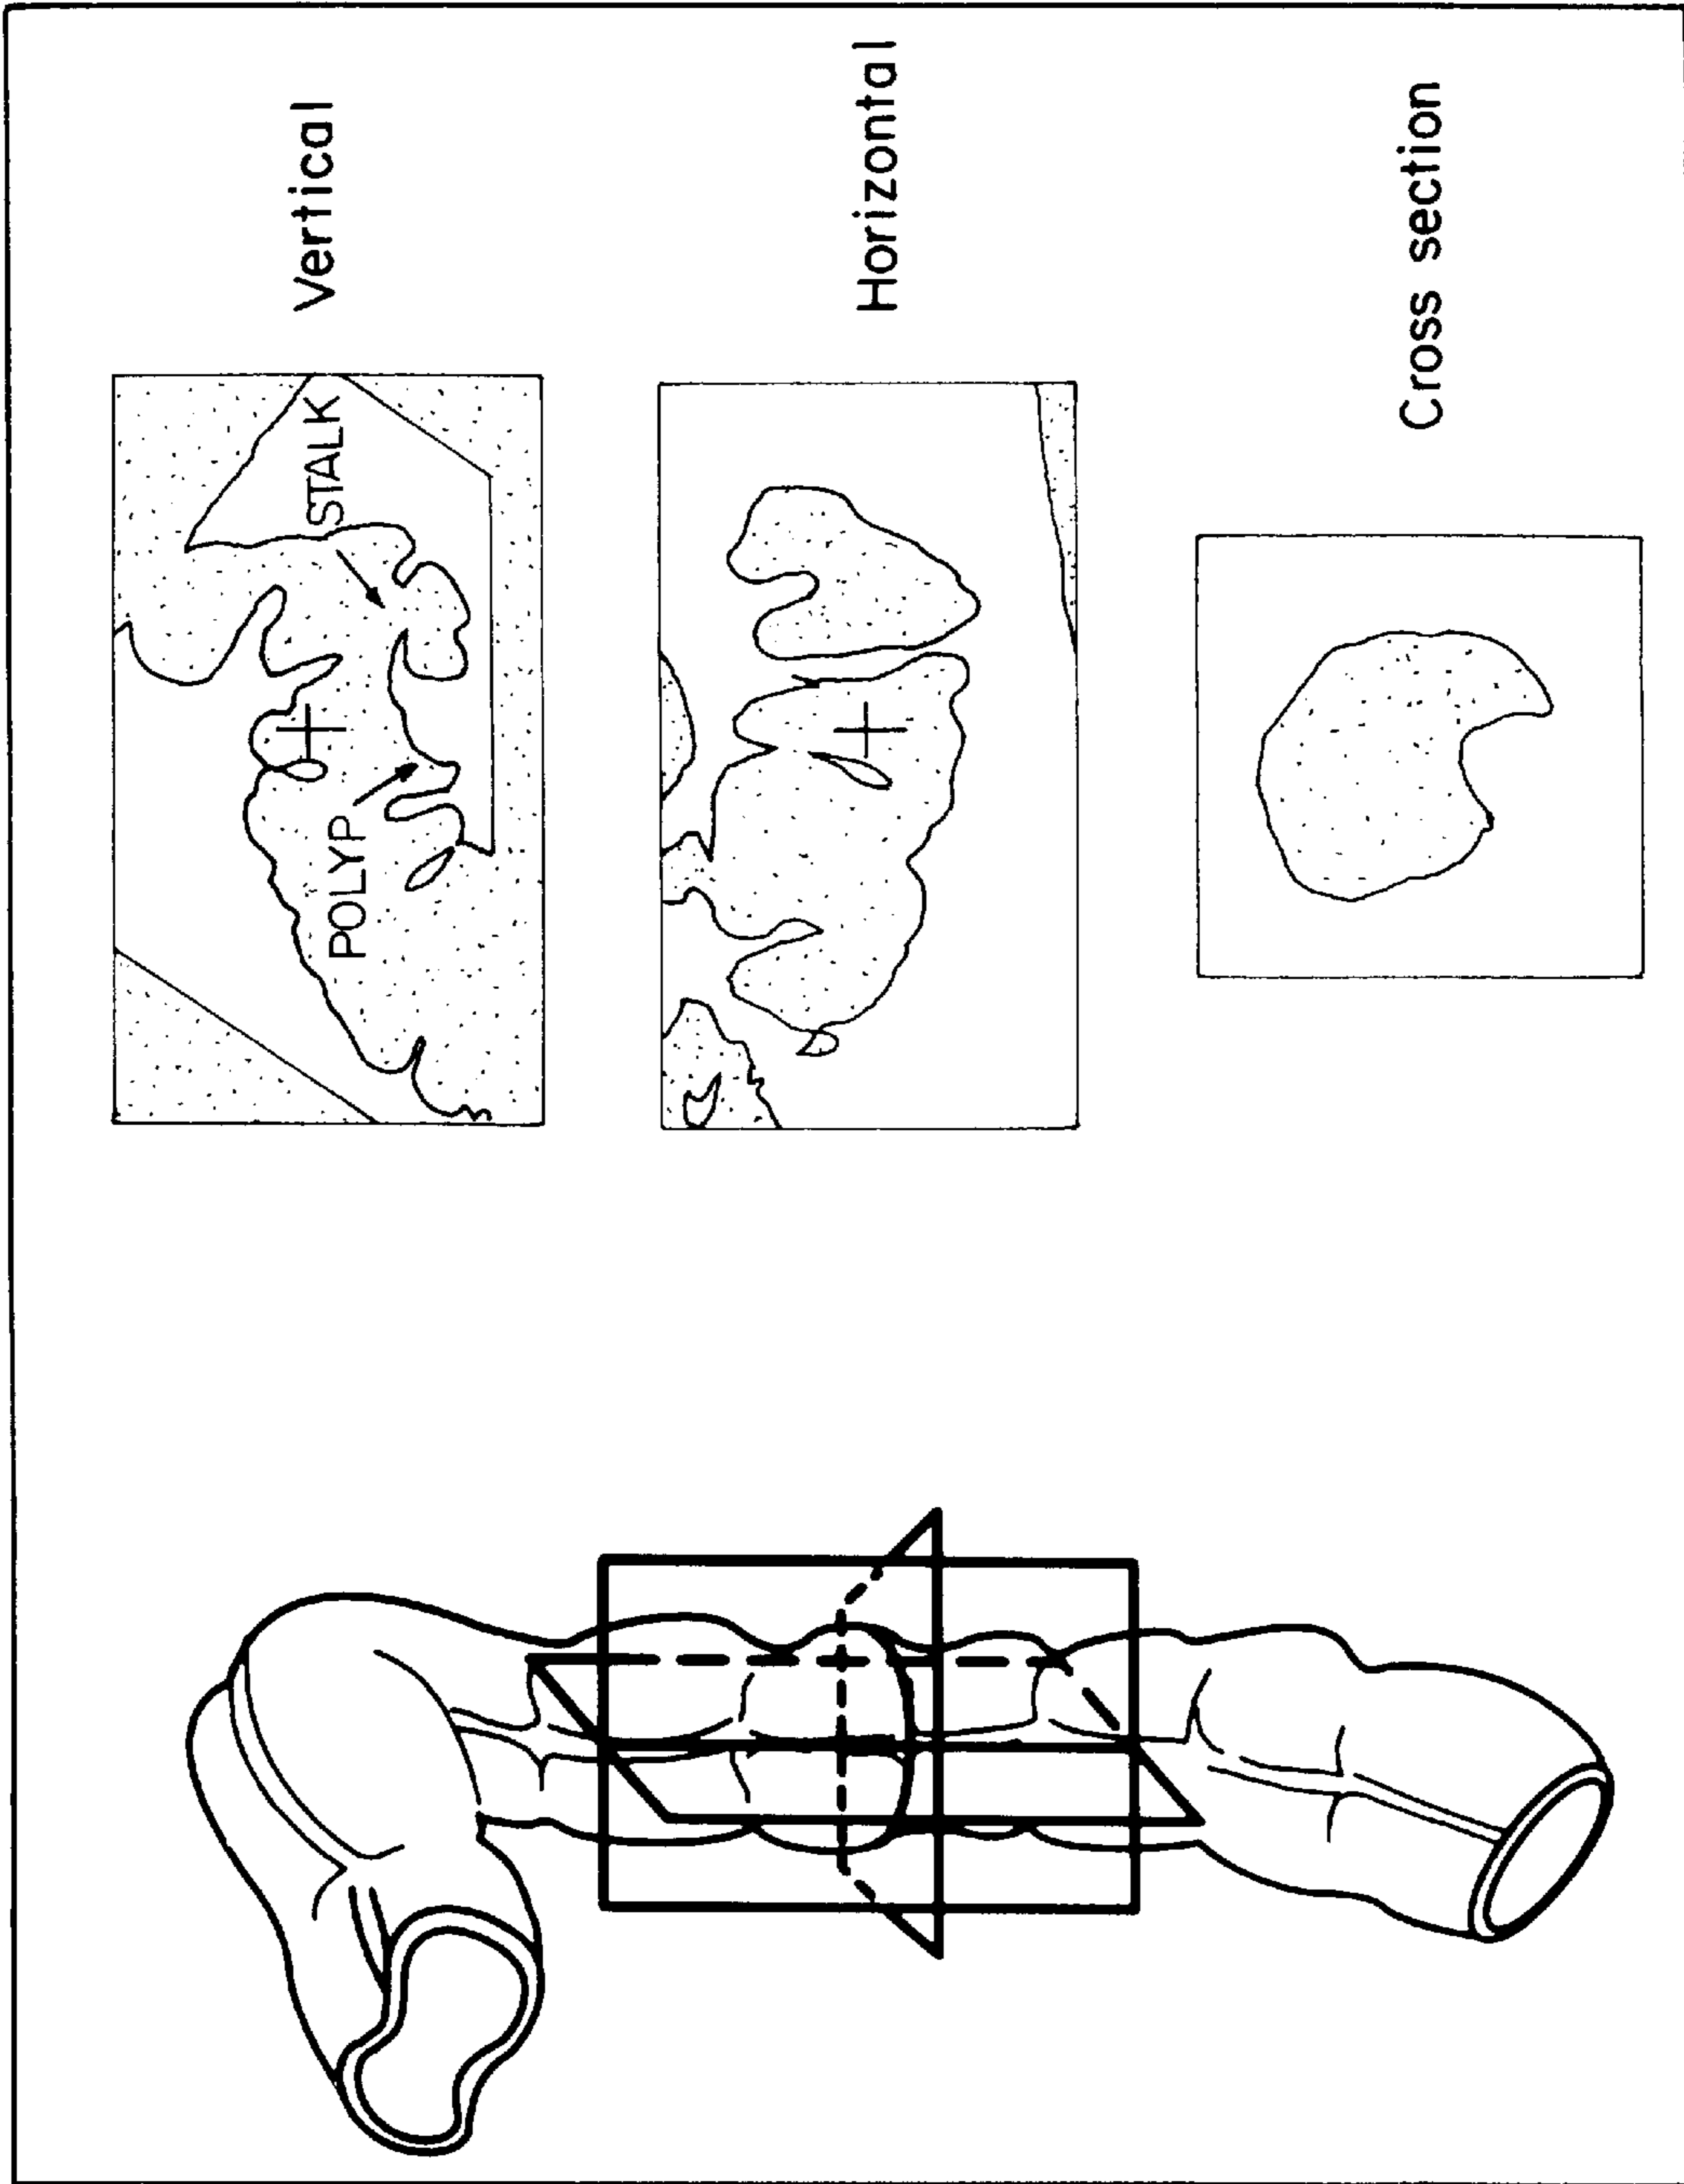 Vertical
STALK
POLYP
Horizontal
Cross section